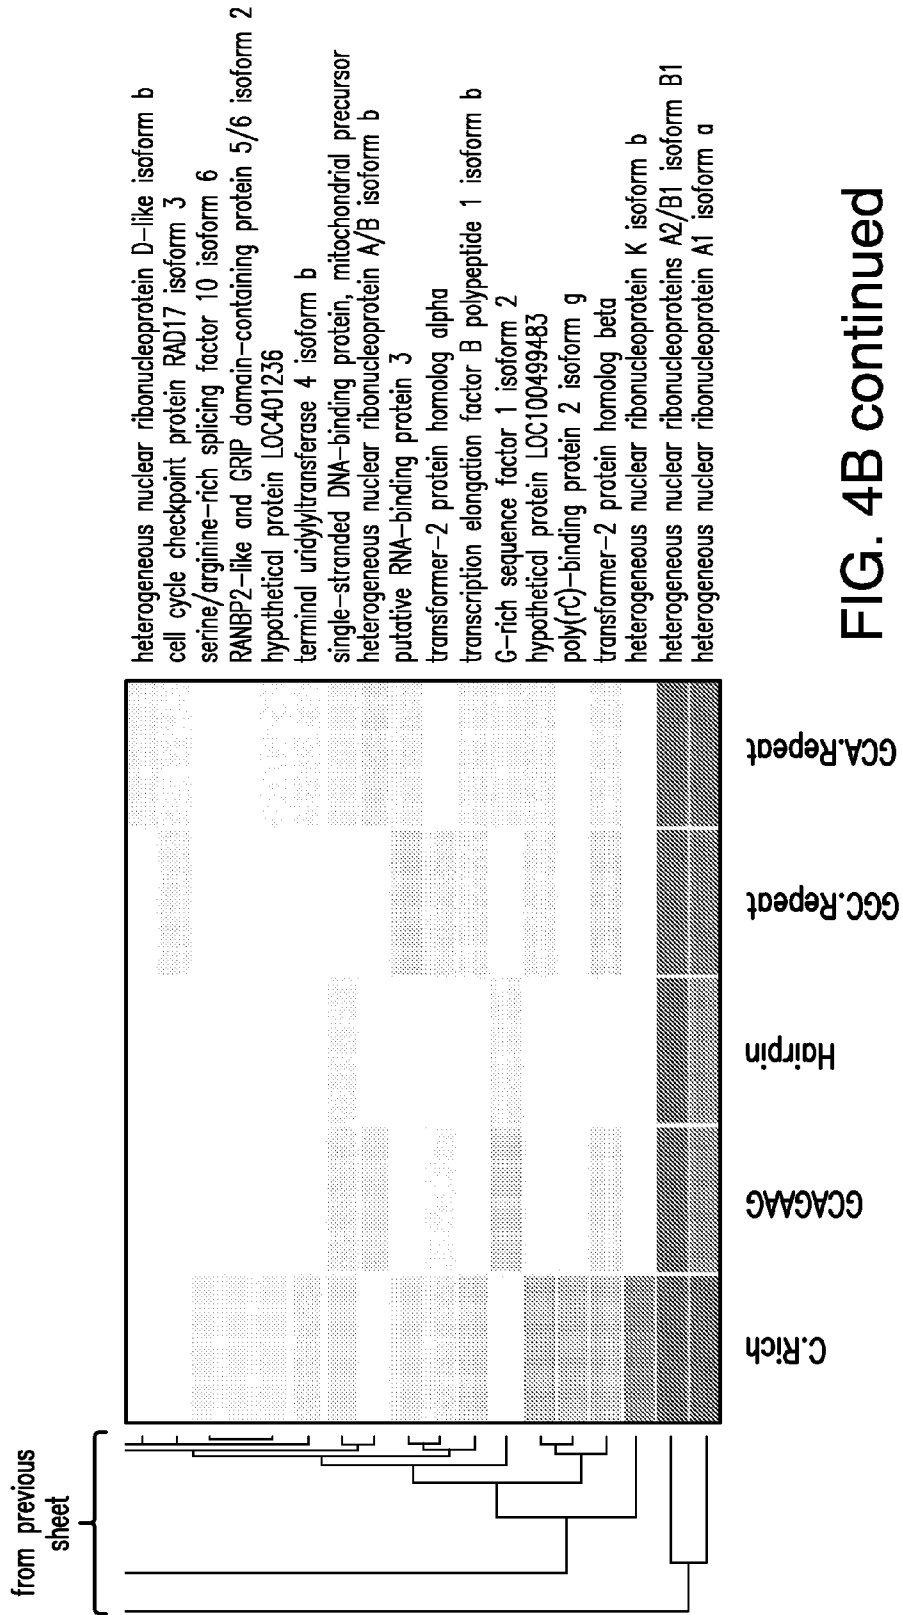 from previous
sheet
heterogeneous nuclear ribonucleoprotein D-like isoform b
cell cycle checkpoint protein RAD17 isoform 3
serine/arginine-rich splicing factor 10 isoform 6
RANBP2-like and GRIP domain-containing protein 5/6 isoform 2
hypothetical protein LOC401236
terminal uridylyltransferase 4 isoform b
single-stranded DNA-binding protein, mitochondrial precursor
heterogeneous nuclear ribonucleoprotein A/B isoform b
putative RNA-binding protein 3
transformer-2 protein homolog alpha
transcription elongation factor B polypeptide 1 isoform b
G-rich sequence factor 1 isoform 2
hypothetical protein LOC100499483
poly(rC)-binding protein 2 isoform g
transformer-2 protein homolog beta
heterogeneous nuclear ribonucleoprotein K isoform b
heterogeneous nuclear ribonucleoproteins A2/B1 isoform B1
heterogeneous nuclear ribonucleoprotein A1 isoform a
C.Rich
GCAGAAG
Hairpin
GGC.Repeat
GCA.Repeat
FIG. 4B continued